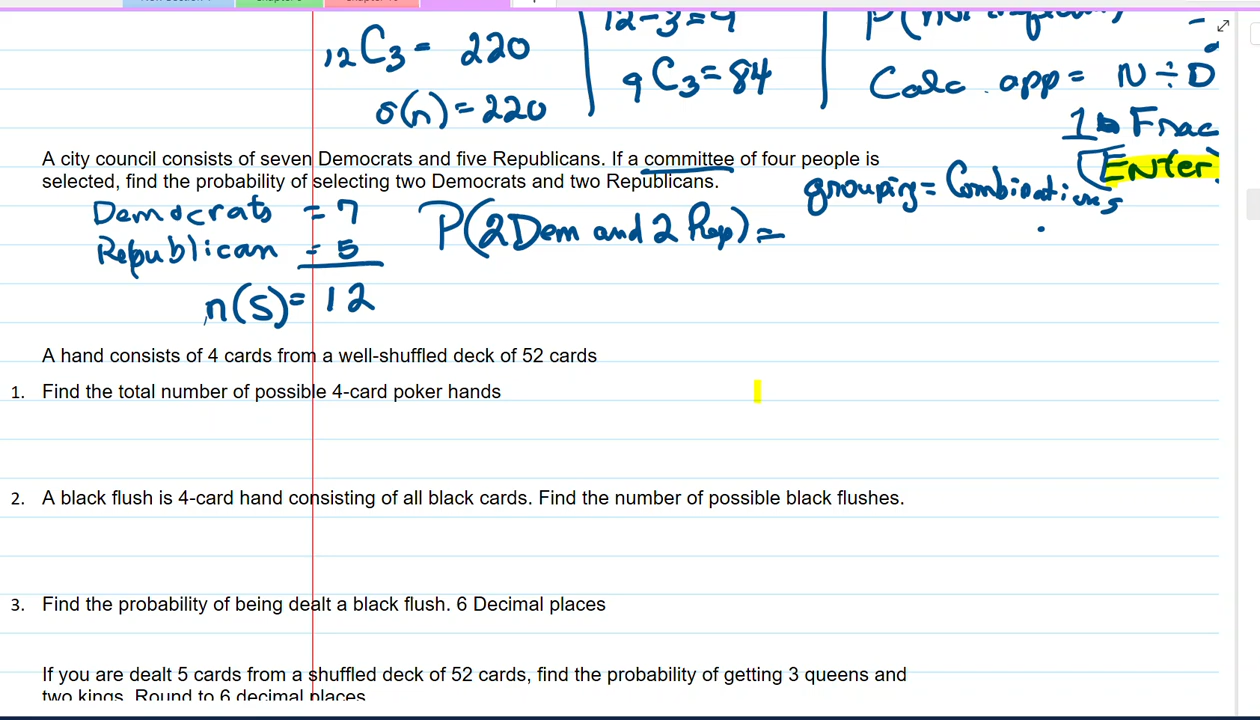 12C3 = 220
σ(n) = 220
12-3=9
9C3 = 84
Calc. app = N ÷ D
Frac
Enter
A city council consists of seven Democrats and five Republicans. If a committee of four people is
selected, find the probability of selecting two Democrats and two Republicans.
grouping = Combinations
Democrats = 7
Republican = 5
n(S) = 12
P(2Dem and 2 Rep) =
A hand consists of 4 cards from a well-shuffled deck of 52 cards
1. Find the total number of possible 4-card poker hands
2. A black flush is 4-card hand consisting of all black cards. Find the number of possible black flushes.
3. Find the probability of being dealt a black flush. 6 Decimal places
If you are dealt 5 cards from a shuffled deck of 52 cards, find the probability of getting 3 queens and
two kings. Round to 6 decimal places